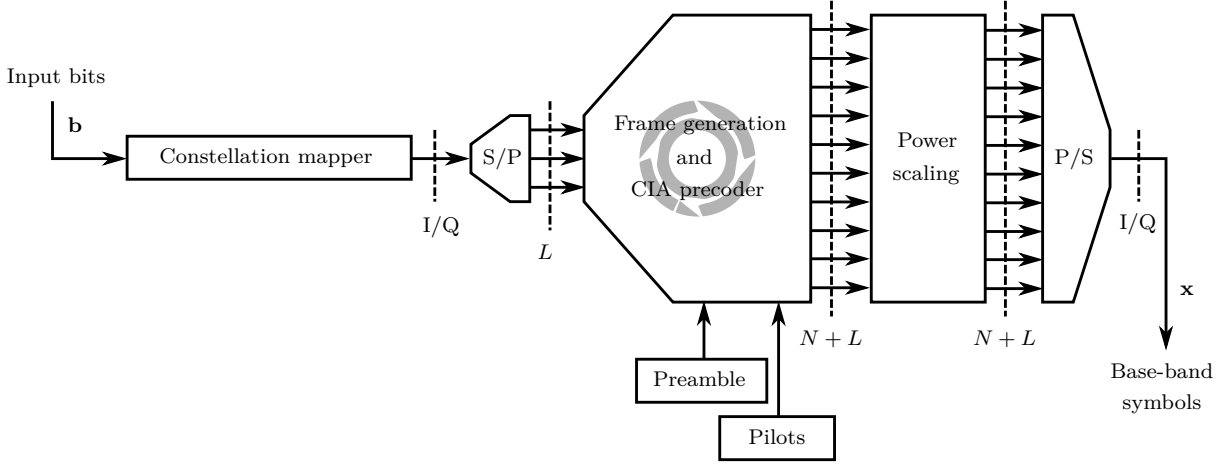 Input bits
b
Constellation mapper
I/Q
S/P
L
Frame generation
and
CIA precoder
Preamble
Pilots
N + L
Power
scaling
N + L
P/S
I/Q
x
Base-band
symbols